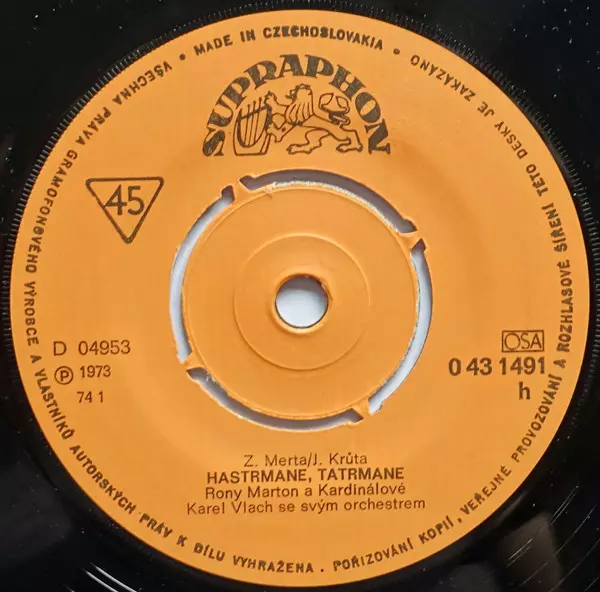 VŠECHNA PRÁVA GRAMOFONOVÉHO VÝROBCE A VLASTNÍKŮ AUTORSKÝCH PRÁV K DÍLU VYHRAŽENA. POŘIZOVÁNÍ KOPIÍ, VEŘEJNÉ PROVOZOVÁNÍ A ROZHLASOVÉ ŠÍŘENÍ TÉTO DESKY JE ZAKÁZÁNO • MADE IN CZECHOSLOVAKIA •
SUPRAPHON
45
D 04953
Ⓟ 1973
74 1
OSA
0 43 1491
h
Z. Merta/J. Krůta
HASTRMANE, TATRMANE
Rony Marton a Kardinálové
Karel Vlach se svým orchestrem